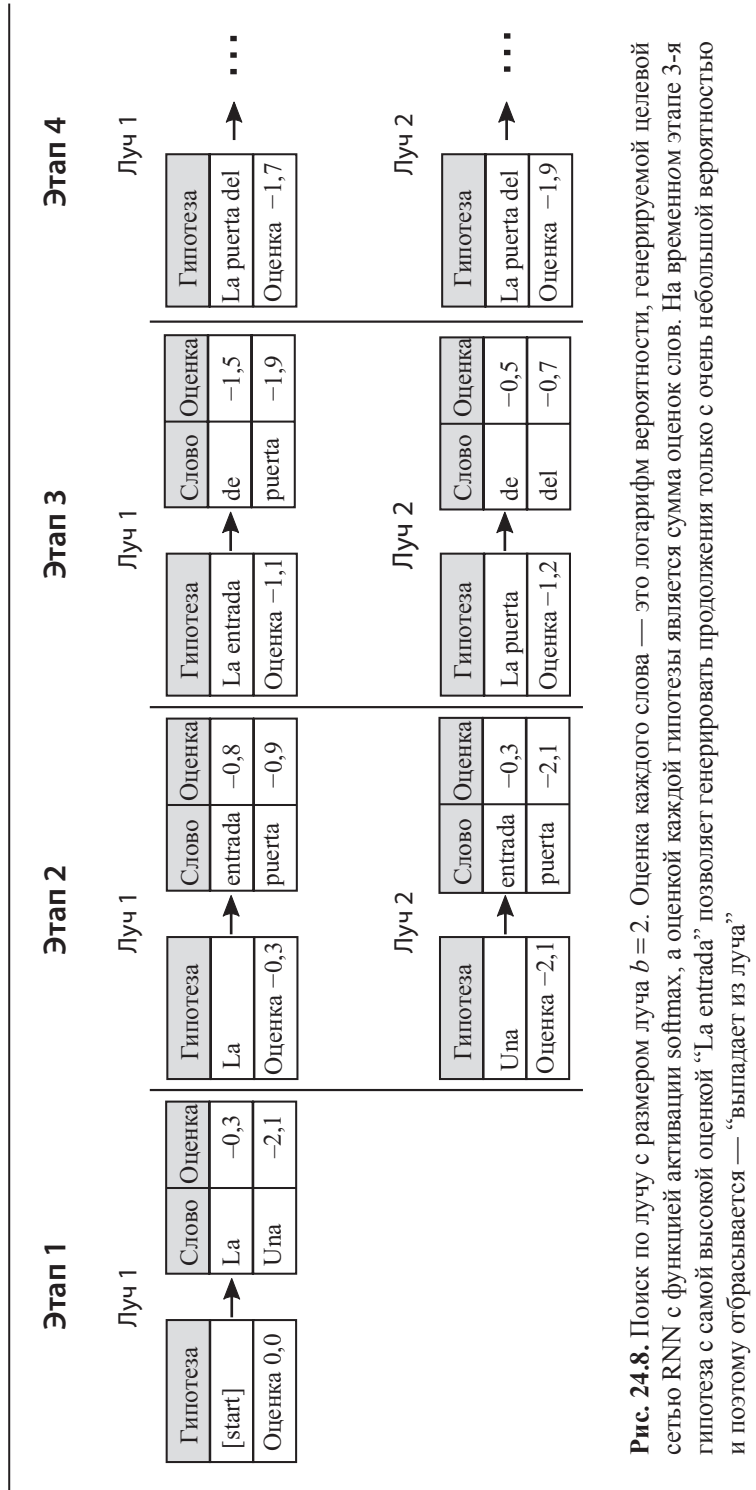 Этап 1
Этап 2
Этап 3
Этап 4
Луч 1
Гипотеза
[start]
Оценка 0,0
Слово Оценка
La −0,3
Una −2,1
Луч 1
Гипотеза
La
Оценка −0,3
Слово Оценка
entrada −0,8
puerta −0,9
Луч 2
Гипотеза
Una
Оценка −2,1
Слово Оценка
entrada −0,3
puerta −2,1
Луч 1
Гипотеза
La entrada
Оценка −1,1
Слово Оценка
de −1,5
puerta −1,9
Луч 2
Гипотеза
La puerta
Оценка −1,2
Слово Оценка
de −0,5
del −0,7
Луч 1
Гипотеза
La puerta del
Оценка −1,7
...
Луч 2
Гипотеза
La puerta del
Оценка −1,9
...
Рис. 24.8. Поиск по лучу с размером луча b = 2. Оценка каждого слова — это логарифм вероятности, генерируемой целевой
сетью RNN с функцией активации softmax, а оценкой каждой гипотезы является сумма оценок слов. На временном этапе 3-я
гипотеза с самой высокой оценкой “La entrada” позволяет генерировать продолжения только с очень небольшой вероятностью
и поэтому отбрасывается — “выпадает из луча”